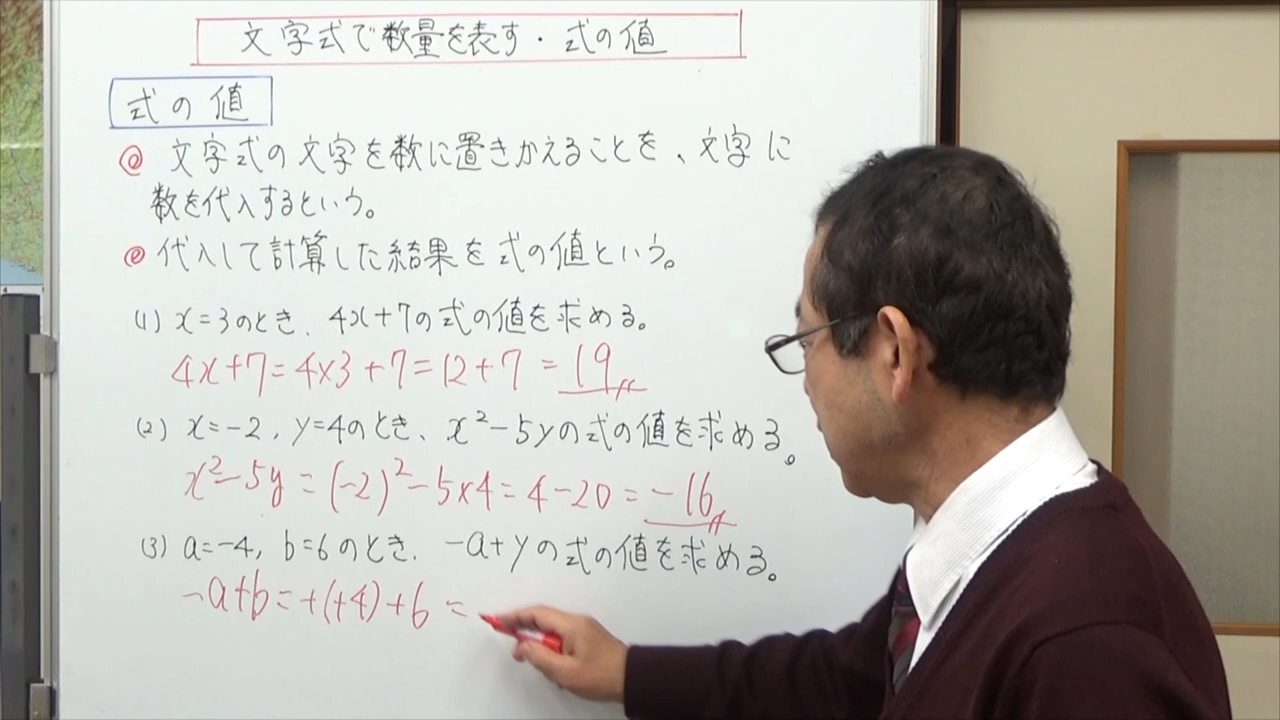 文字式で数量を表す・式の値
式の値
@ 文字式の文字を数に置きかえることを、文字に
数を代入するという。
@ 代入して計算した結果を式の値という。
(1) x=3のとき、4x+7の式の値を求める。
4x+7=4×3+7=12+7=19
(2) x=-2, y=4のとき、x²-5yの式の値を求める。
x²-5y=(-2)²-5×4=4-20=-16
(3) a=-4, b=6のとき、-a+yの式の値を求める。
-a+b=+(+4)+6=